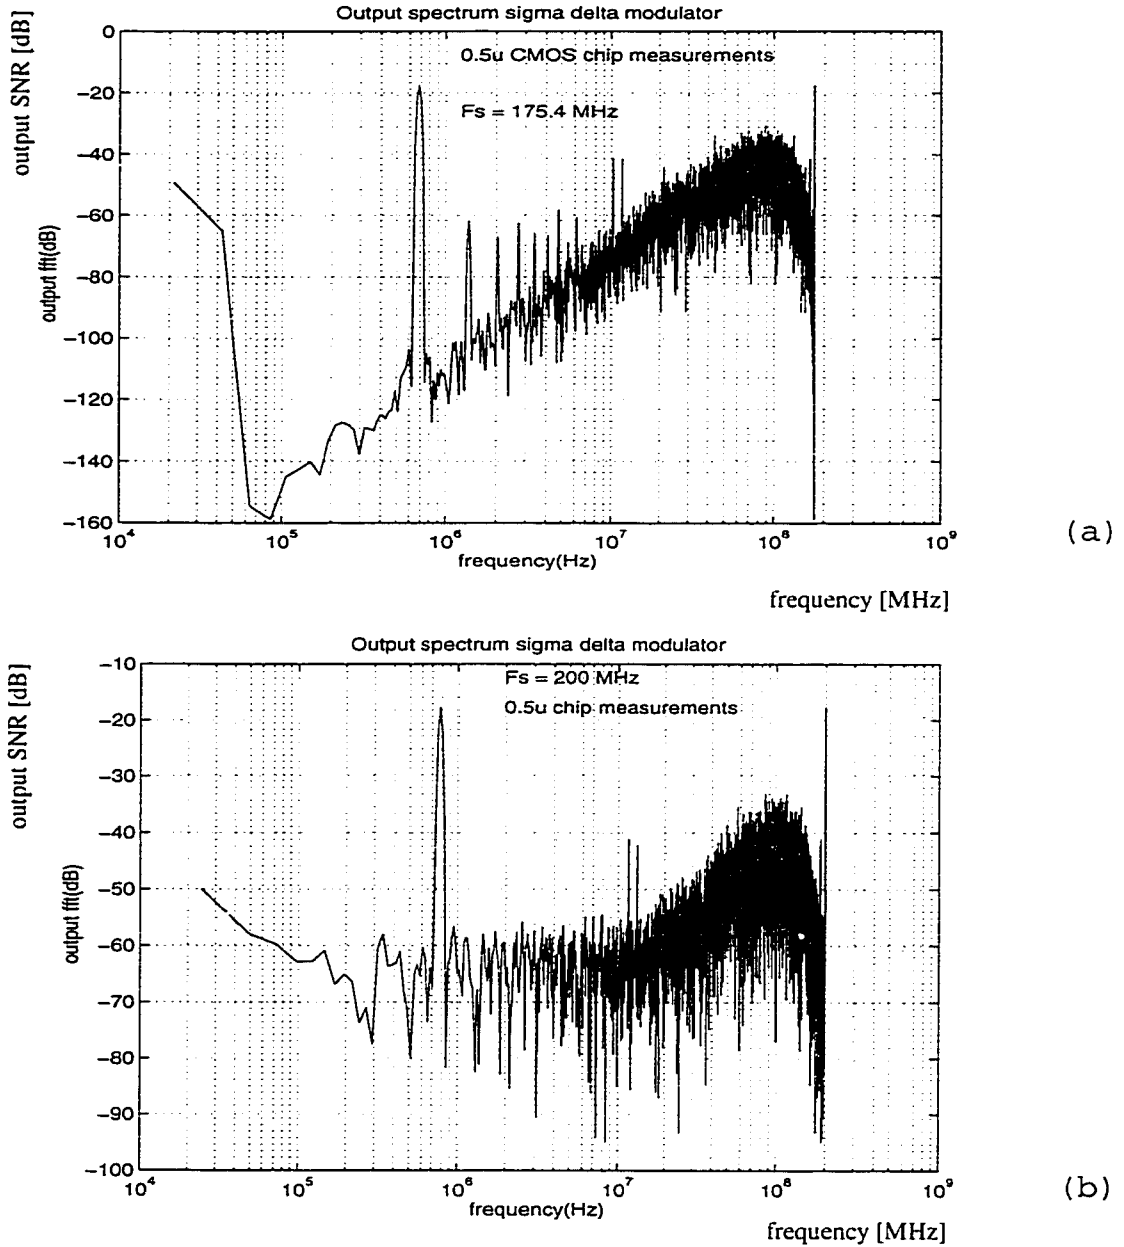 Output spectrum sigma delta modulator
output SNR [dB]
output fft(dB)
0
−20
−40
−60
−80
−100
−120
−140
−160
0.5u CMOS chip measurements
Fs = 175.4 MHz
10^4
10^5
10^6
10^7
10^8
10^9
frequency(Hz)
frequency [MHz]
(a)
Output spectrum sigma delta modulator
output SNR [dB]
output fft(dB)
−10
−20
−30
−40
−50
−60
−70
−80
−90
−100
Fs = 200 MHz
0.5u chip measurements
10^4
10^5
10^6
10^7
10^8
10^9
frequency(Hz)
frequency [MHz]
(b)